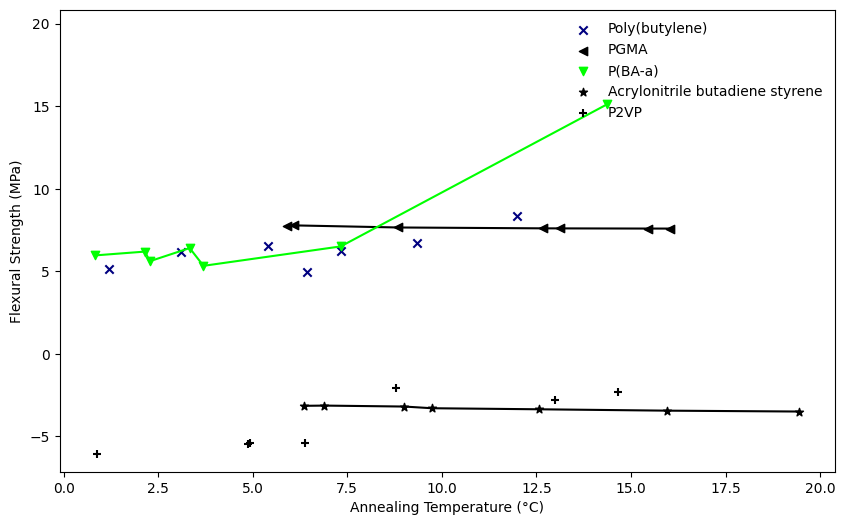 20
15
10
5
0
−5
0.0
2.5
5.0
7.5
10.0
12.5
15.0
17.5
20.0
Flexural Strength (MPa)
Annealing Temperature (°C)
Poly(butylene)
PGMA
P(BA-a)
Acrylonitrile butadiene styrene
P2VP